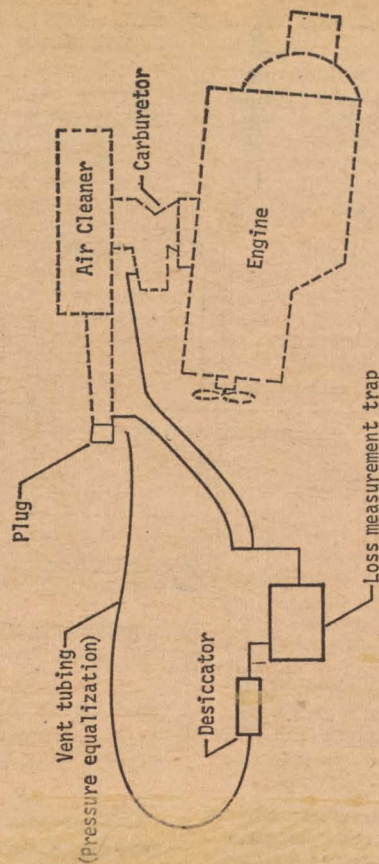 Plug
Vent tubing
(Pressure equalization)
Air Cleaner
Carburetor
Engine
Desiccator
Loss measurement trap